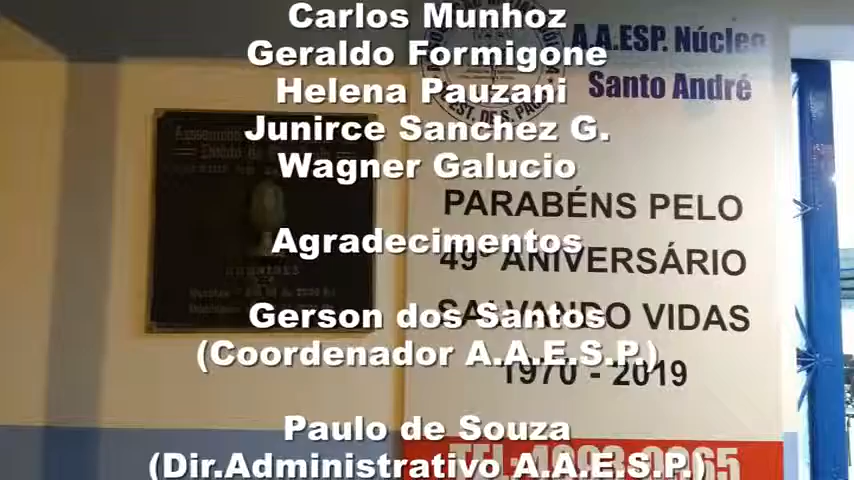 Carlos Munhoz
Geraldo Formigone
Helena Pauzani
Junirce Sanchez G.
Wagner Galucio
Agradecimentos
Gerson dos Santos
(Coordenador A.A.E.S.P.)
Paulo de Souza
(Dir.Administrativo A.A.E.S.P.)
A.A.ESP. Núcleo
Santo André
PARABÉNS PELO
49º ANIVERSÁRIO
SALVANDO VIDAS
1970 - 2019